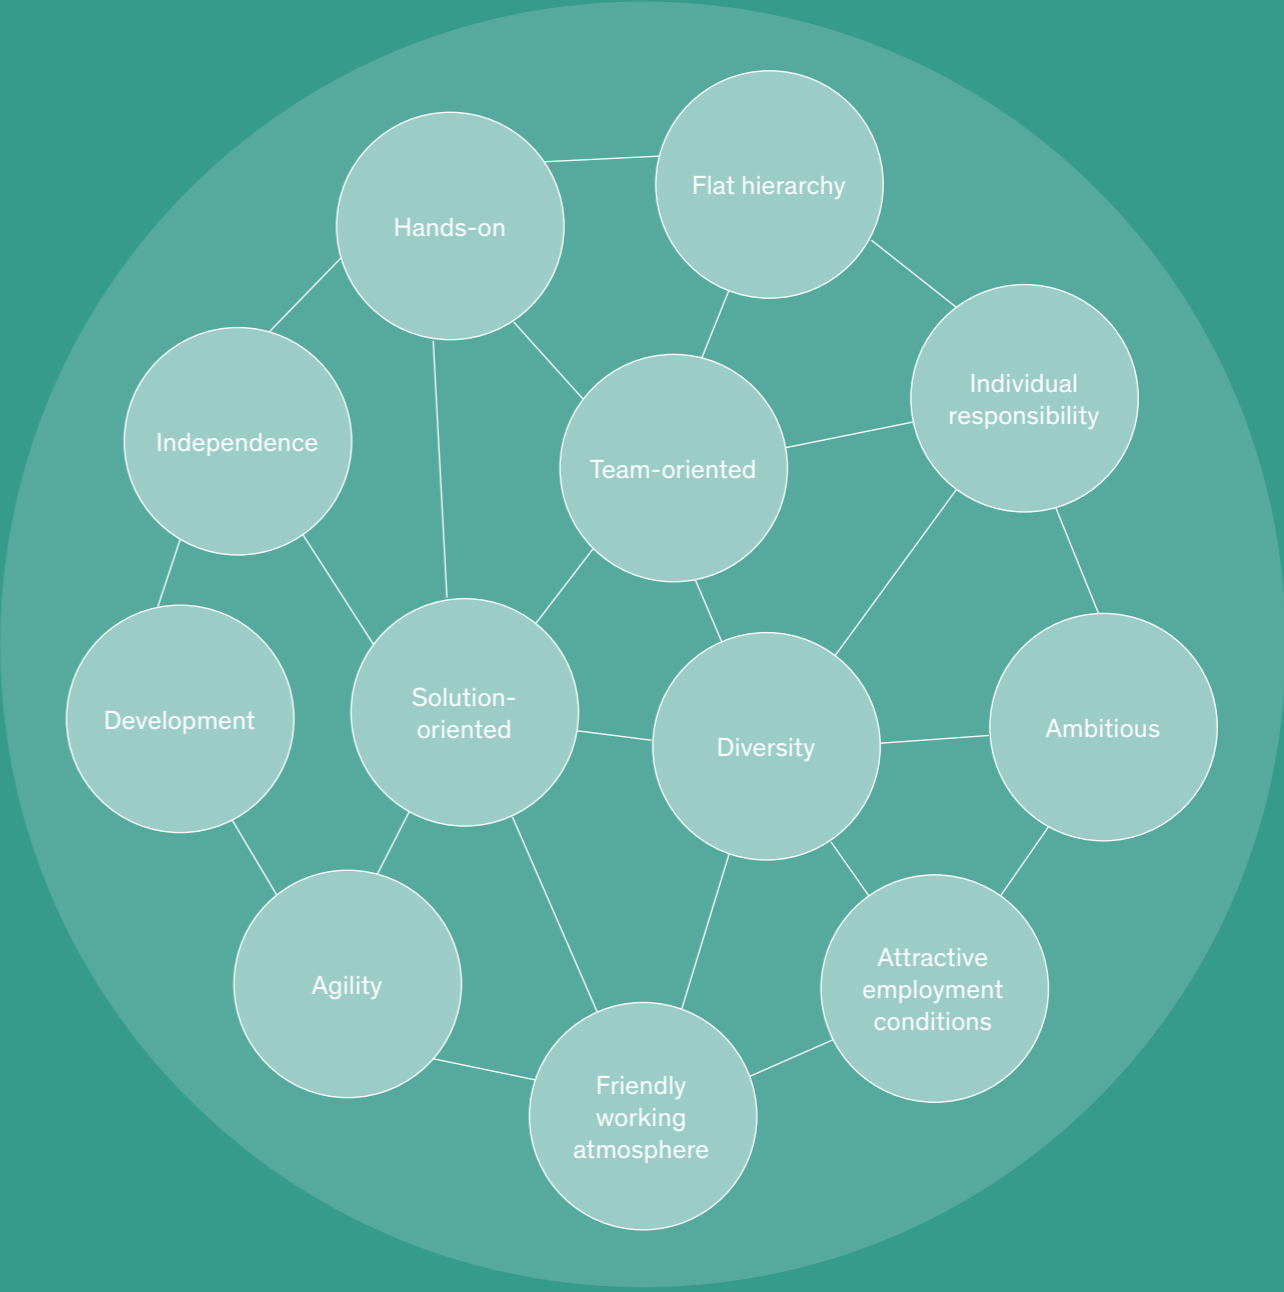 Flat hierarchy
Hands-on
Individual
responsibility
Independence
Team-oriented
Solution-
oriented
Development
Diversity
Ambitious
Agility
Attractive
employment
conditions
Friendly
working
atmosphere